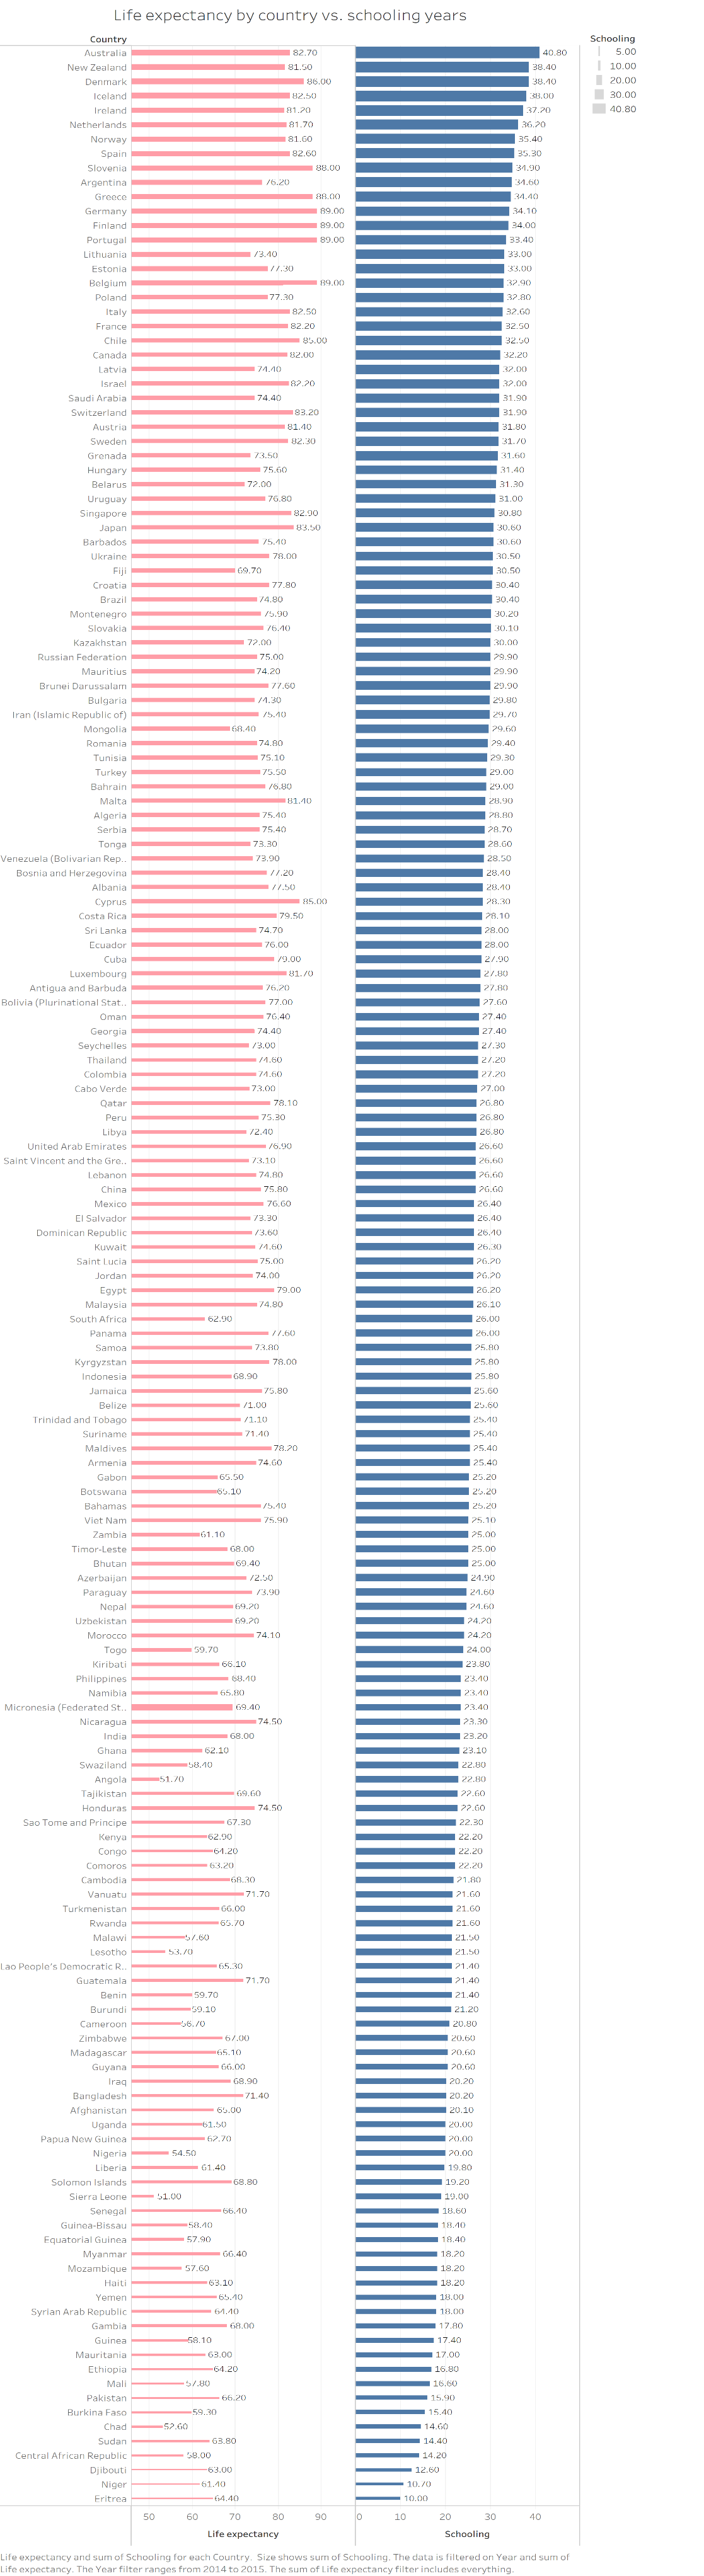 Life expectancy by country vs. schooling years
Country Schooling
Australia 82.70 40.80 5.00
New Zealand 81.50 38.40 10.00
Denmark 86.00 38.40 20.00
Iceland 82.50 38.00 30.00
Ireland 81.20 37.20 40.80
Netherlands 81.70 36.20
Norway 81.60 35.40
Spain 82.60 35.30
Slovenia 88.00 34.90
Argentina 76.20 34.60
Greece 88.00 34.40
Germany 89.00 34.10
Finland 89.00 34.00
Portugal 89.00 33.40
Lithuania 73.40 33.00
Estonia 77.30 33.00
Belgium 89.00 32.90
Poland 77.30 32.80
Italy 82.50 32.60
France 82.20 32.50
Chile 85.00 32.50
Canada 82.00 32.20
Latvia 74.40 32.00
Israel 82.20 32.00
Saudi Arabia 74.40 31.90
Switzerland 83.20 31.90
Austria 81.40 31.80
Sweden 82.30 31.70
Grenada 73.50 31.60
Hungary 75.60 31.40
Belarus 72.00 31.30
Uruguay 76.80 31.00
Singapore 82.90 30.80
Japan 83.50 30.60
Barbados 75.40 30.60
Ukraine 78.00 30.50
Fiji 69.70 30.50
Croatia 77.80 30.40
Brazil 74.80 30.40
Montenegro 75.90 30.20
Slovakia 76.40 30.10
Kazakhstan 72.00 30.00
Russian Federation 75.00 29.90
Mauritius 74.20 29.90
Brunei Darussalam 77.60 29.90
Bulgaria 74.30 29.80
Iran (Islamic Republic of) 75.40 29.70
Mongolia 68.40 29.60
Romania 74.80 29.40
Tunisia 75.10 29.30
Turkey 75.50 29.00
Bahrain 76.80 29.00
Malta 81.40 28.90
Algeria 75.40 28.80
Serbia 75.40 28.70
Tonga 73.30 28.60
Venezuela (Bolivarian Rep.. 73.90 28.50
Bosnia and Herzegovina 77.20 28.40
Albania 77.50 28.40
Cyprus 85.00 28.30
Costa Rica 79.50 28.10
Sri Lanka 74.70 28.00
Ecuador 76.00 28.00
Cuba 79.00 27.90
Luxembourg 81.70 27.80
Antigua and Barbuda 76.20 27.80
Bolivia (Plurinational Stat.. 77.00 27.60
Oman 76.40 27.40
Georgia 74.40 27.40
Seychelles 73.00 27.30
Thailand 74.60 27.20
Colombia 74.60 27.20
Cabo Verde 73.00 27.00
Qatar 78.10 26.80
Peru 75.30 26.80
Libya 72.40 26.80
United Arab Emirates 76.90 26.60
Saint Vincent and the Gre.. 73.10 26.60
Lebanon 74.80 26.60
China 75.80 26.60
Mexico 76.60 26.40
El Salvador 73.30 26.40
Dominican Republic 73.60 26.40
Kuwait 74.60 26.30
Saint Lucia 75.00 26.20
Jordan 74.00 26.20
Egypt 79.00 26.20
Malaysia 74.80 26.10
South Africa 62.90 26.00
Panama 77.60 26.00
Samoa 73.80 25.80
Kyrgyzstan 78.00 25.80
Indonesia 68.90 25.80
Jamaica 75.80 25.60
Belize 71.00 25.60
Trinidad and Tobago 71.10 25.40
Suriname 71.40 25.40
Maldives 78.20 25.40
Armenia 74.60 25.40
Gabon 65.50 25.20
Botswana 65.10 25.20
Bahamas 75.40 25.20
Viet Nam 75.90 25.10
Zambia 61.10 25.00
Timor-Leste 68.00 25.00
Bhutan 69.40 25.00
Azerbaijan 72.50 24.90
Paraguay 73.90 24.60
Nepal 69.20 24.60
Uzbekistan 69.20 24.20
Morocco 74.10 24.20
Togo 59.70 24.00
Kiribati 66.10 23.80
Philippines 68.40 23.40
Namibia 65.80 23.40
Micronesia (Federated St.. 69.40 23.40
Nicaragua 74.50 23.30
India 68.00 23.20
Ghana 62.10 23.10
Swaziland 58.40 22.80
Angola 51.70 22.80
Tajikistan 69.60 22.60
Honduras 74.50 22.60
Sao Tome and Principe 67.30 22.30
Kenya 62.90 22.20
Congo 64.20 22.20
Comoros 63.20 22.20
Cambodia 68.30 21.80
Vanuatu 71.70 21.60
Turkmenistan 66.00 21.60
Rwanda 65.70 21.60
Malawi 57.60 21.50
Lesotho 53.70 21.50
Lao People's Democratic R.. 65.30 21.40
Guatemala 71.70 21.40
Benin 59.70 21.40
Burundi 59.10 21.20
Cameroon 56.70 20.80
Zimbabwe 67.00 20.60
Madagascar 65.10 20.60
Guyana 66.00 20.60
Iraq 68.90 20.20
Bangladesh 71.40 20.20
Afghanistan 65.00 20.10
Uganda 61.50 20.00
Papua New Guinea 62.70 20.00
Nigeria 54.50 20.00
Liberia 61.40 19.80
Solomon Islands 68.80 19.20
Sierra Leone 51.00 19.00
Senegal 66.40 18.60
Guinea-Bissau 58.40 18.40
Equatorial Guinea 57.90 18.40
Myanmar 66.40 18.20
Mozambique 57.60 18.20
Haiti 63.10 18.20
Yemen 65.40 18.00
Syrian Arab Republic 64.40 18.00
Gambia 68.00 17.80
Guinea 58.10 17.40
Mauritania 63.00 17.00
Ethiopia 64.20 16.80
Mali 57.80 16.60
Pakistan 66.20 15.90
Burkina Faso 59.30 15.40
Chad 52.60 14.60
Sudan 63.80 14.40
Central African Republic 58.00 14.20
Djibouti 63.00 12.60
Niger 61.40 10.70
Eritrea 64.40 10.00
50 60 70 80 90 0 10 20 30 40
Life expectancy Schooling
Life expectancy and sum of Schooling for each Country. Size shows sum of Schooling. The data is filtered on Year and sum of
Life expectancy. The Year filter ranges from 2014 to 2015. The sum of Life expectancy filter includes everything.